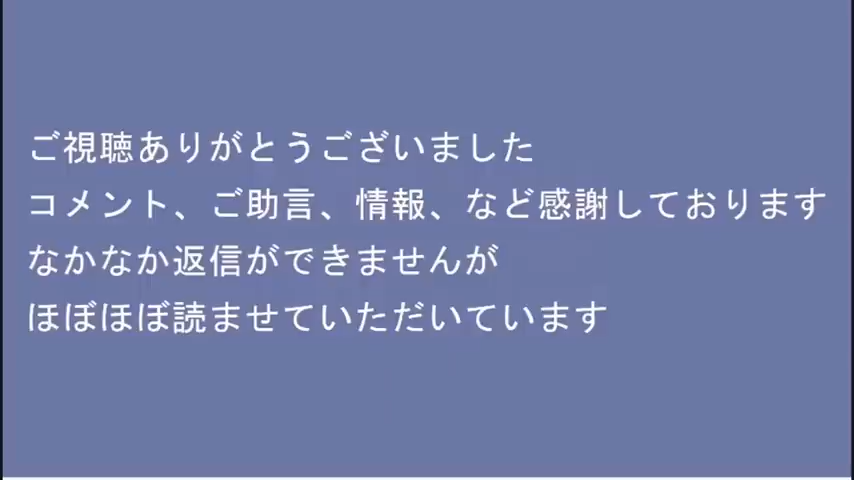 ご視聴ありがとうございました
コメント、ご助言、情報、など感謝しております
なかなか返信ができませんが
ほぼほぼ読ませていただいています